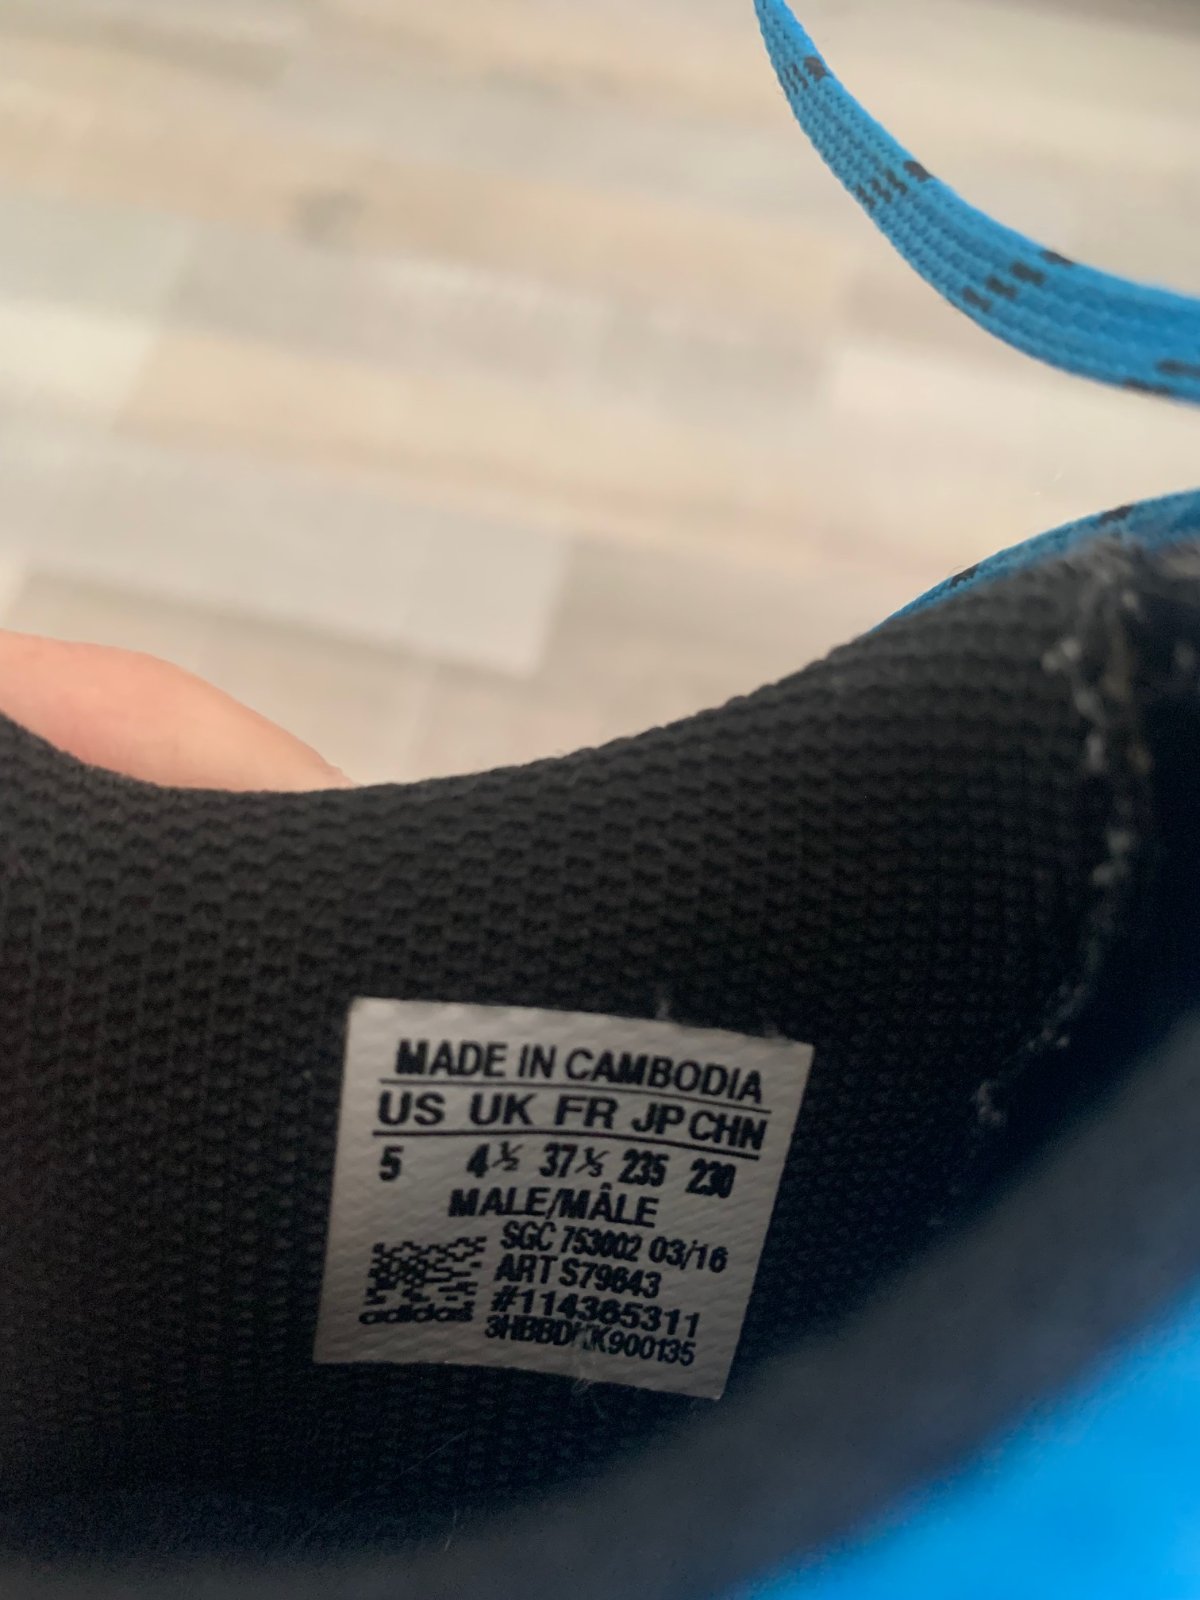 MADE IN CAMBODIA
US UK FR JP CHN
5 4½ 37⅓ 235 230
MALE/MÂLE
SGC 753002 03/16
ART S79643
#114365311
adidas